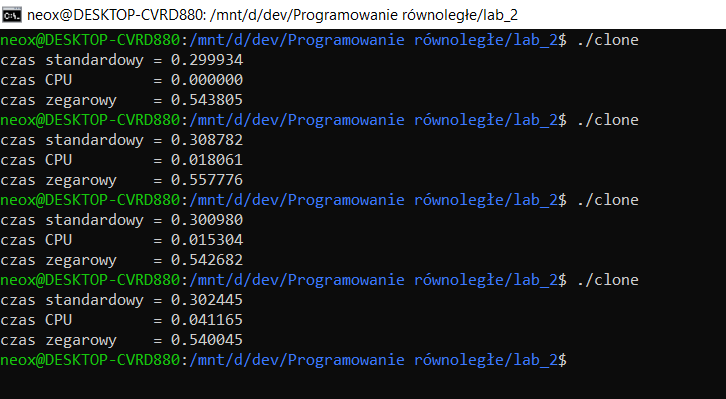 neox@DESKTOP-CVRD880: /mnt/d/dev/Programowanie równoległe/lab_2
neox@DESKTOP-CVRD880:/mnt/d/dev/Programowanie równoległe/lab_2$ ./clone
czas standardowy = 0.299934
czas CPU         = 0.000000
czas zegarowy    = 0.543805
neox@DESKTOP-CVRD880:/mnt/d/dev/Programowanie równoległe/lab_2$ ./clone
czas standardowy = 0.308782
czas CPU         = 0.018061
czas zegarowy    = 0.557776
neox@DESKTOP-CVRD880:/mnt/d/dev/Programowanie równoległe/lab_2$ ./clone
czas standardowy = 0.300980
czas CPU         = 0.015304
czas zegarowy    = 0.542682
neox@DESKTOP-CVRD880:/mnt/d/dev/Programowanie równoległe/lab_2$ ./clone
czas standardowy = 0.302445
czas CPU         = 0.041165
czas zegarowy    = 0.540045
neox@DESKTOP-CVRD880:/mnt/d/dev/Programowanie równoległe/lab_2$